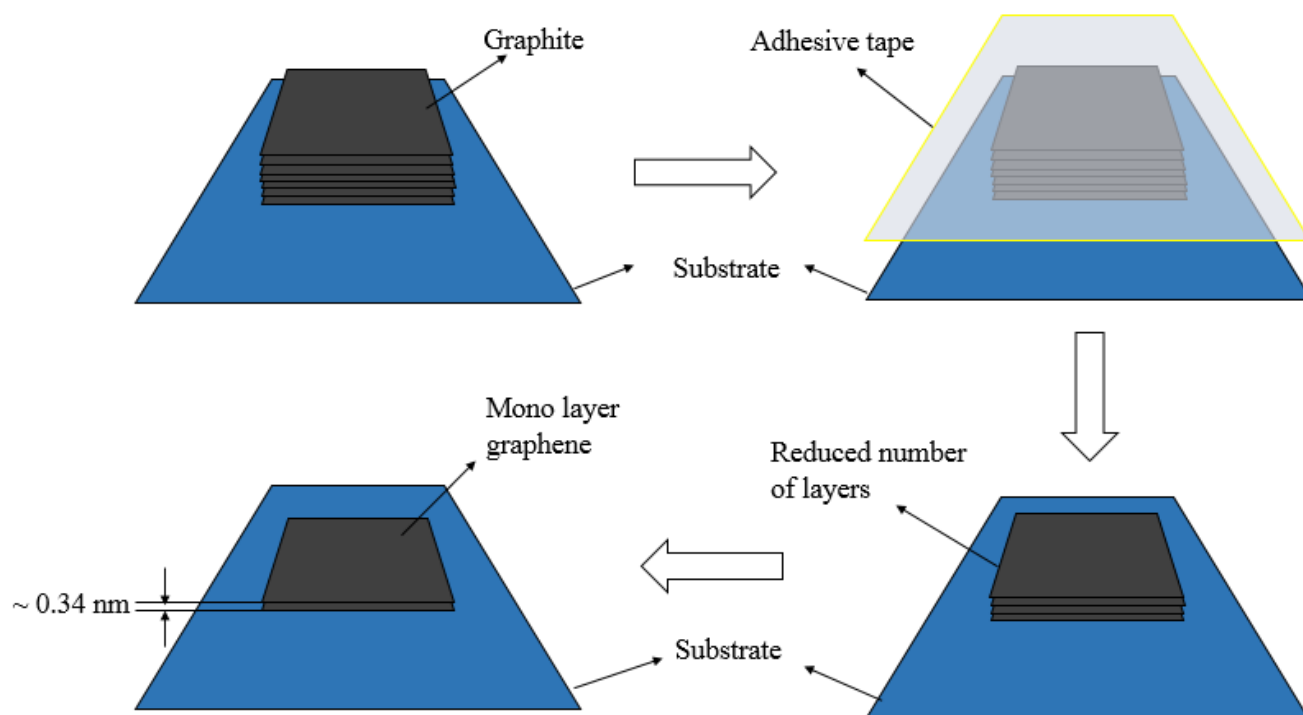 Graphite
Adhesive tape
Substrate
Mono layer
graphene
Reduced number
of layers
~ 0.34 nm
Substrate